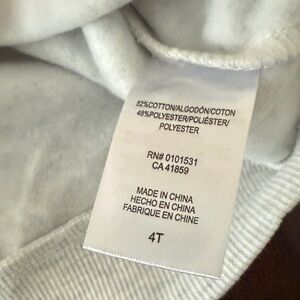 52%COTTON/ALGODÓN/COTON
48%POLYESTER/POLIÉSTER/
POLYESTER
RN# 0101531
CA 41859
MADE IN CHINA
HECHO EN CHINA
FABRIQUE EN CHINE
4T